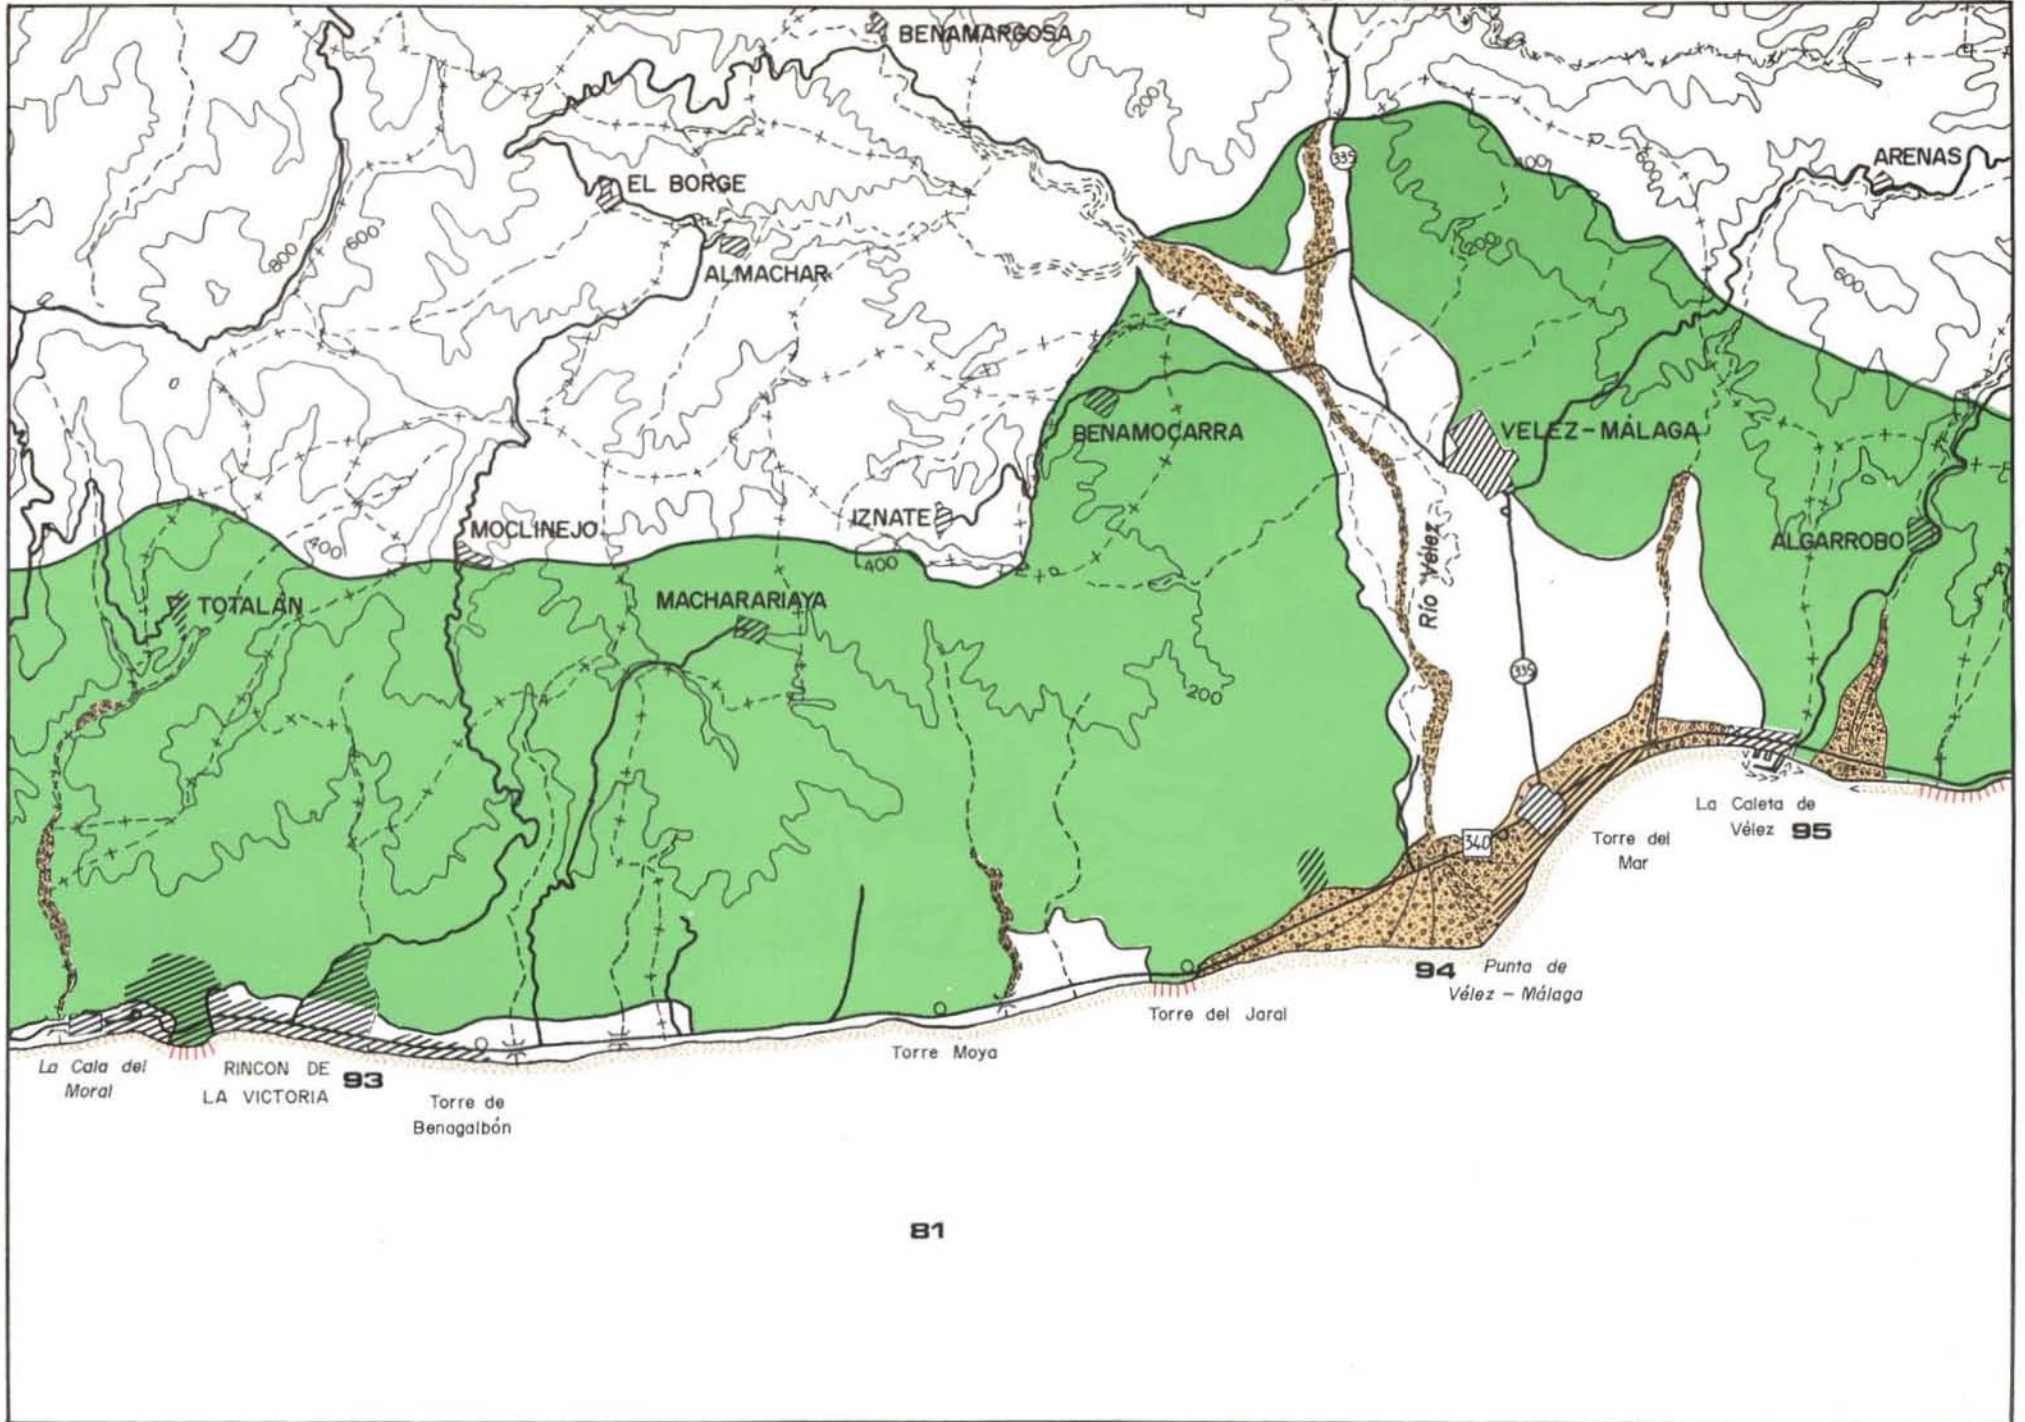 BENAMARGOSA
200
335
ARENAS
600
EL BORGE
800
600
200
ALMACHAR
600
VELEZ-MÁLAGA
BENAMOCARRA
IZNATE
MOCLINEJO
400
400
ALGARROBO
Río Vélez
TOTALAN
MACHARARIAYA
335
200
La Caleta de
Vélez 95
340
Torre del
Mar
94 Punta de
Vélez – Málaga
Torre del Jaral
Torre Moya
La Cala del
Moral
RINCON DE
LA VICTORIA
93
Torre de
Benagalbón
81